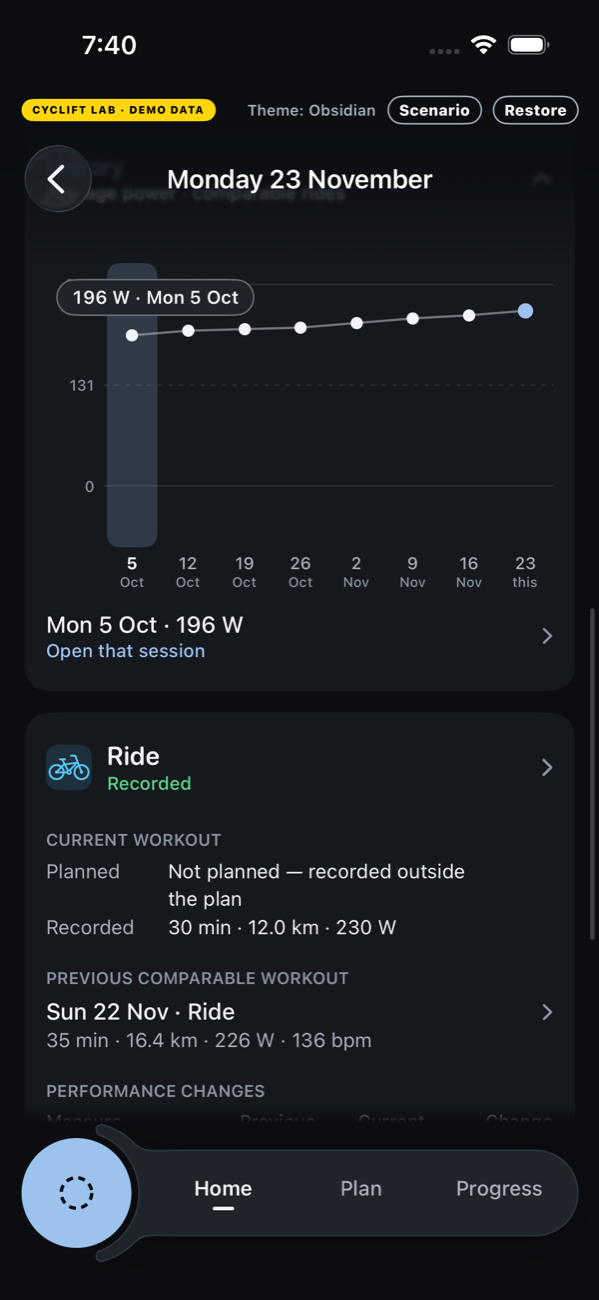 7:40
CYCLIFT LAB · DEMO DATA
Theme: Obsidian
Scenario
Restore
Monday 23 November
196 W · Mon 5 Oct
131
0
5 12 19 26 2 9 16 23
Oct Oct Oct Oct Nov Nov Nov this
Mon 5 Oct · 196 W
Open that session
Ride
Recorded
CURRENT WORKOUT
Planned Not planned — recorded outside
the plan
Recorded 30 min · 12.0 km · 230 W
PREVIOUS COMPARABLE WORKOUT
Sun 22 Nov · Ride
35 min · 16.4 km · 226 W · 136 bpm
PERFORMANCE CHANGES
Measure Previous Current Change
Home Plan Progress